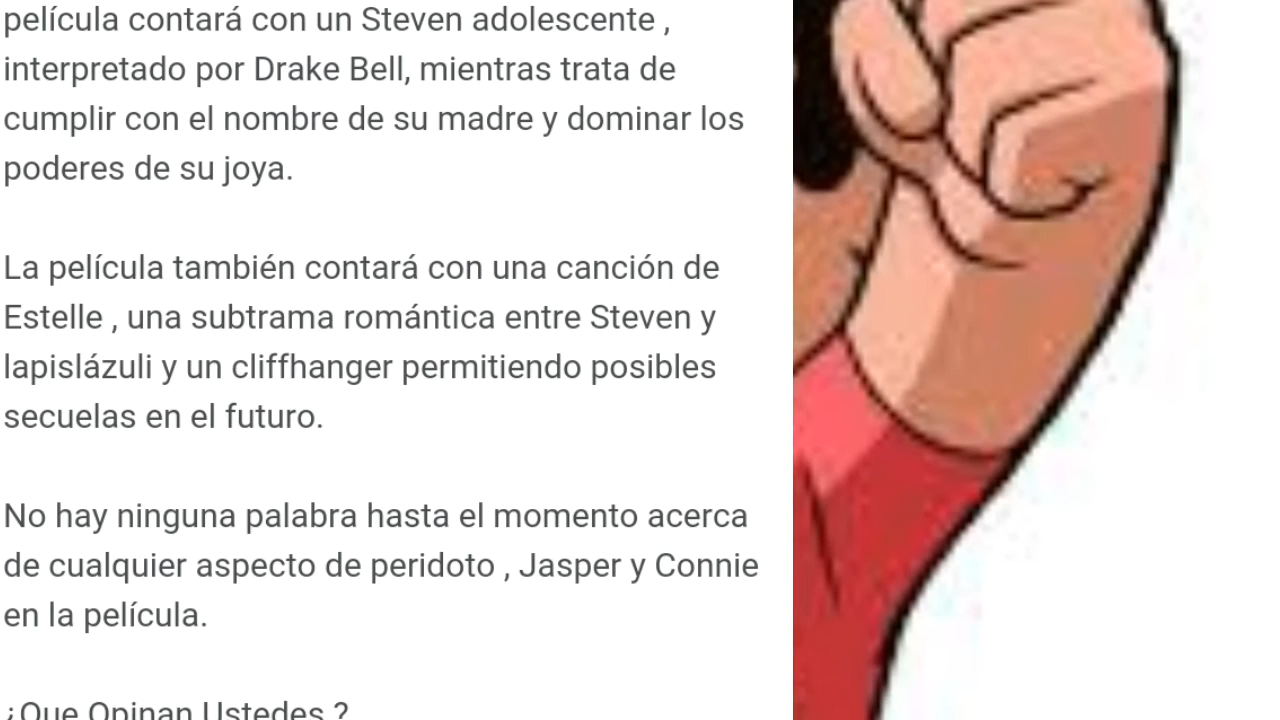 película contará con un Steven adolescente ,
interpretado por Drake Bell, mientras trata de
cumplir con el nombre de su madre y dominar los
poderes de su joya.
La película también contará con una canción de
Estelle , una subtrama romántica entre Steven y
lapislázuli y un cliffhanger permitiendo posibles
secuelas en el futuro.
No hay ninguna palabra hasta el momento acerca
de cualquier aspecto de peridoto , Jasper y Connie
en la película.
¿Que Opinan Ustedes ?